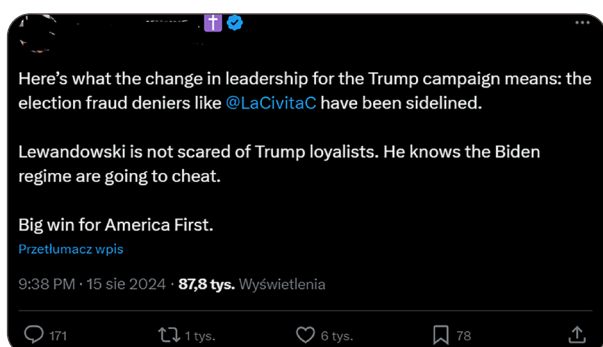 Here's what the change in leadership for the Trump campaign means: the
election fraud deniers like @LaCivitaC have been sidelined.
Lewandowski is not scared of Trump loyalists. He knows the Biden
regime are going to cheat.
Big win for America First.
Przetłumacz wpis
9:38 PM · 15 sie 2024 · 87,8 tys. Wyświetlenia
171 1 tys. 6 tys. 78